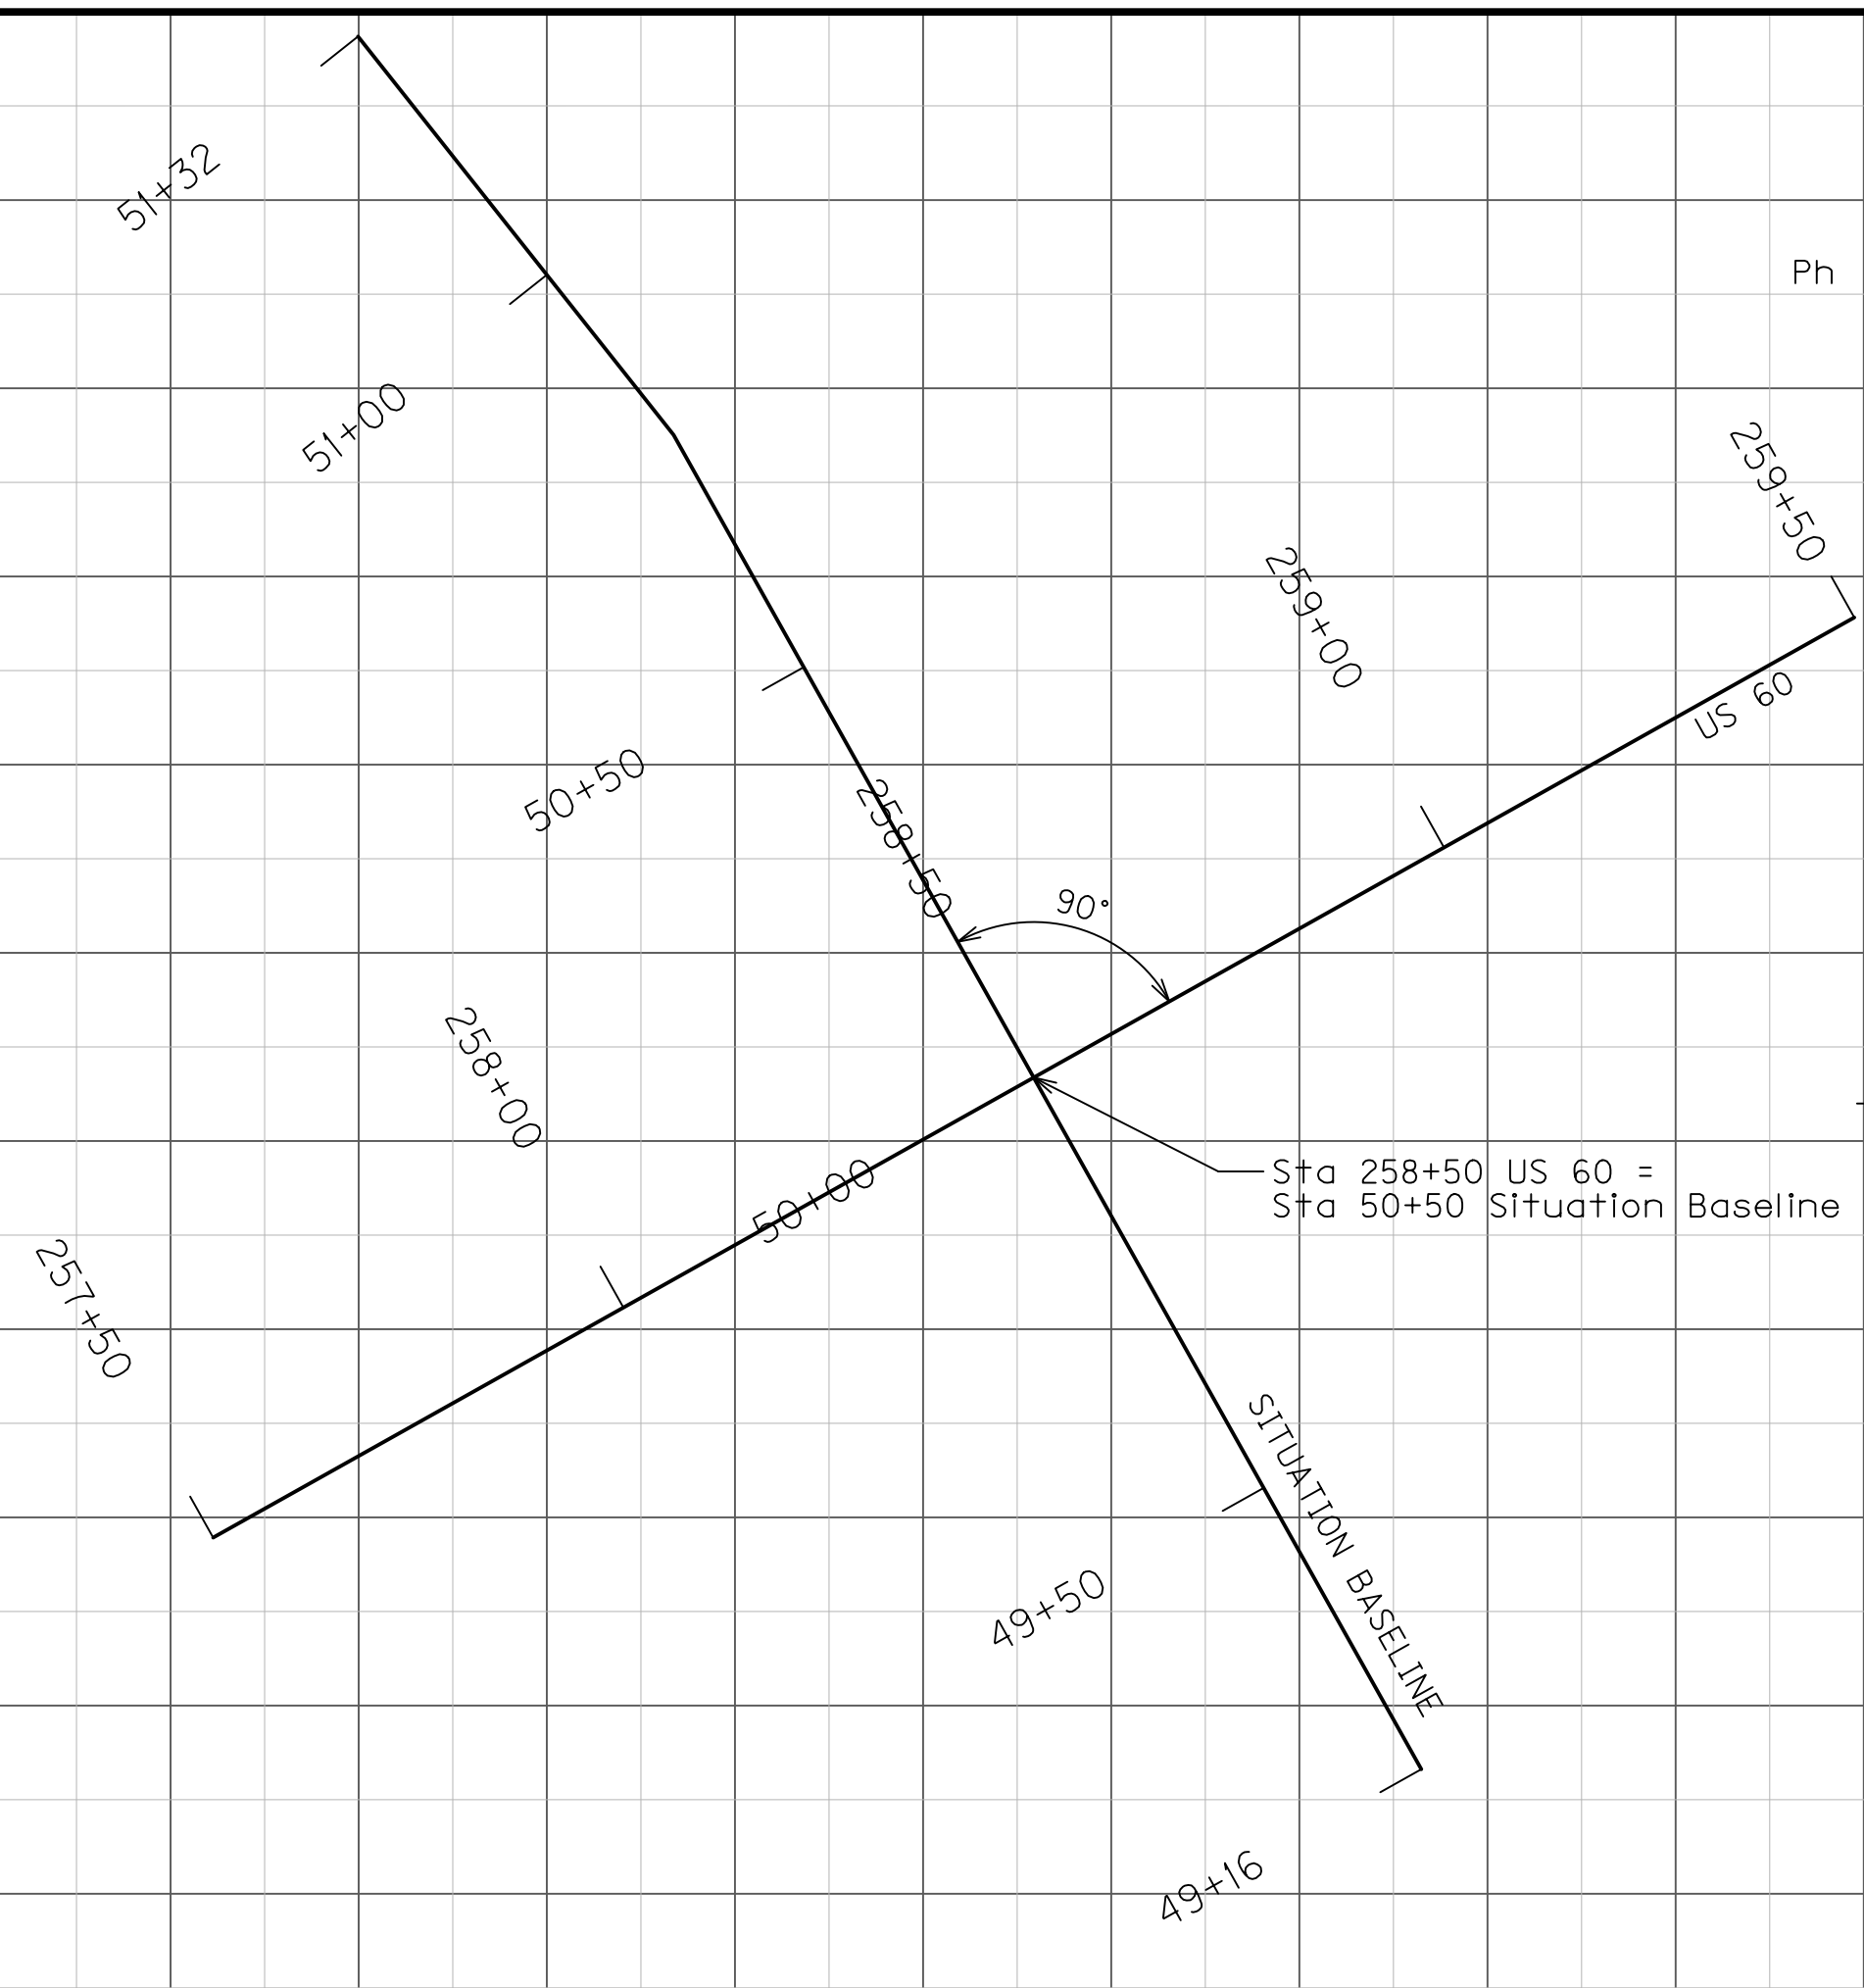 51+32
Ph
51+00
259+50
259+00
US 60
50+50
258+50
90°
258+00
Sta 258+50 US 60 =
Sta 50+50 Situation Baseline
50+00
257+50
SITUATION BASELINE
49+50
49+16